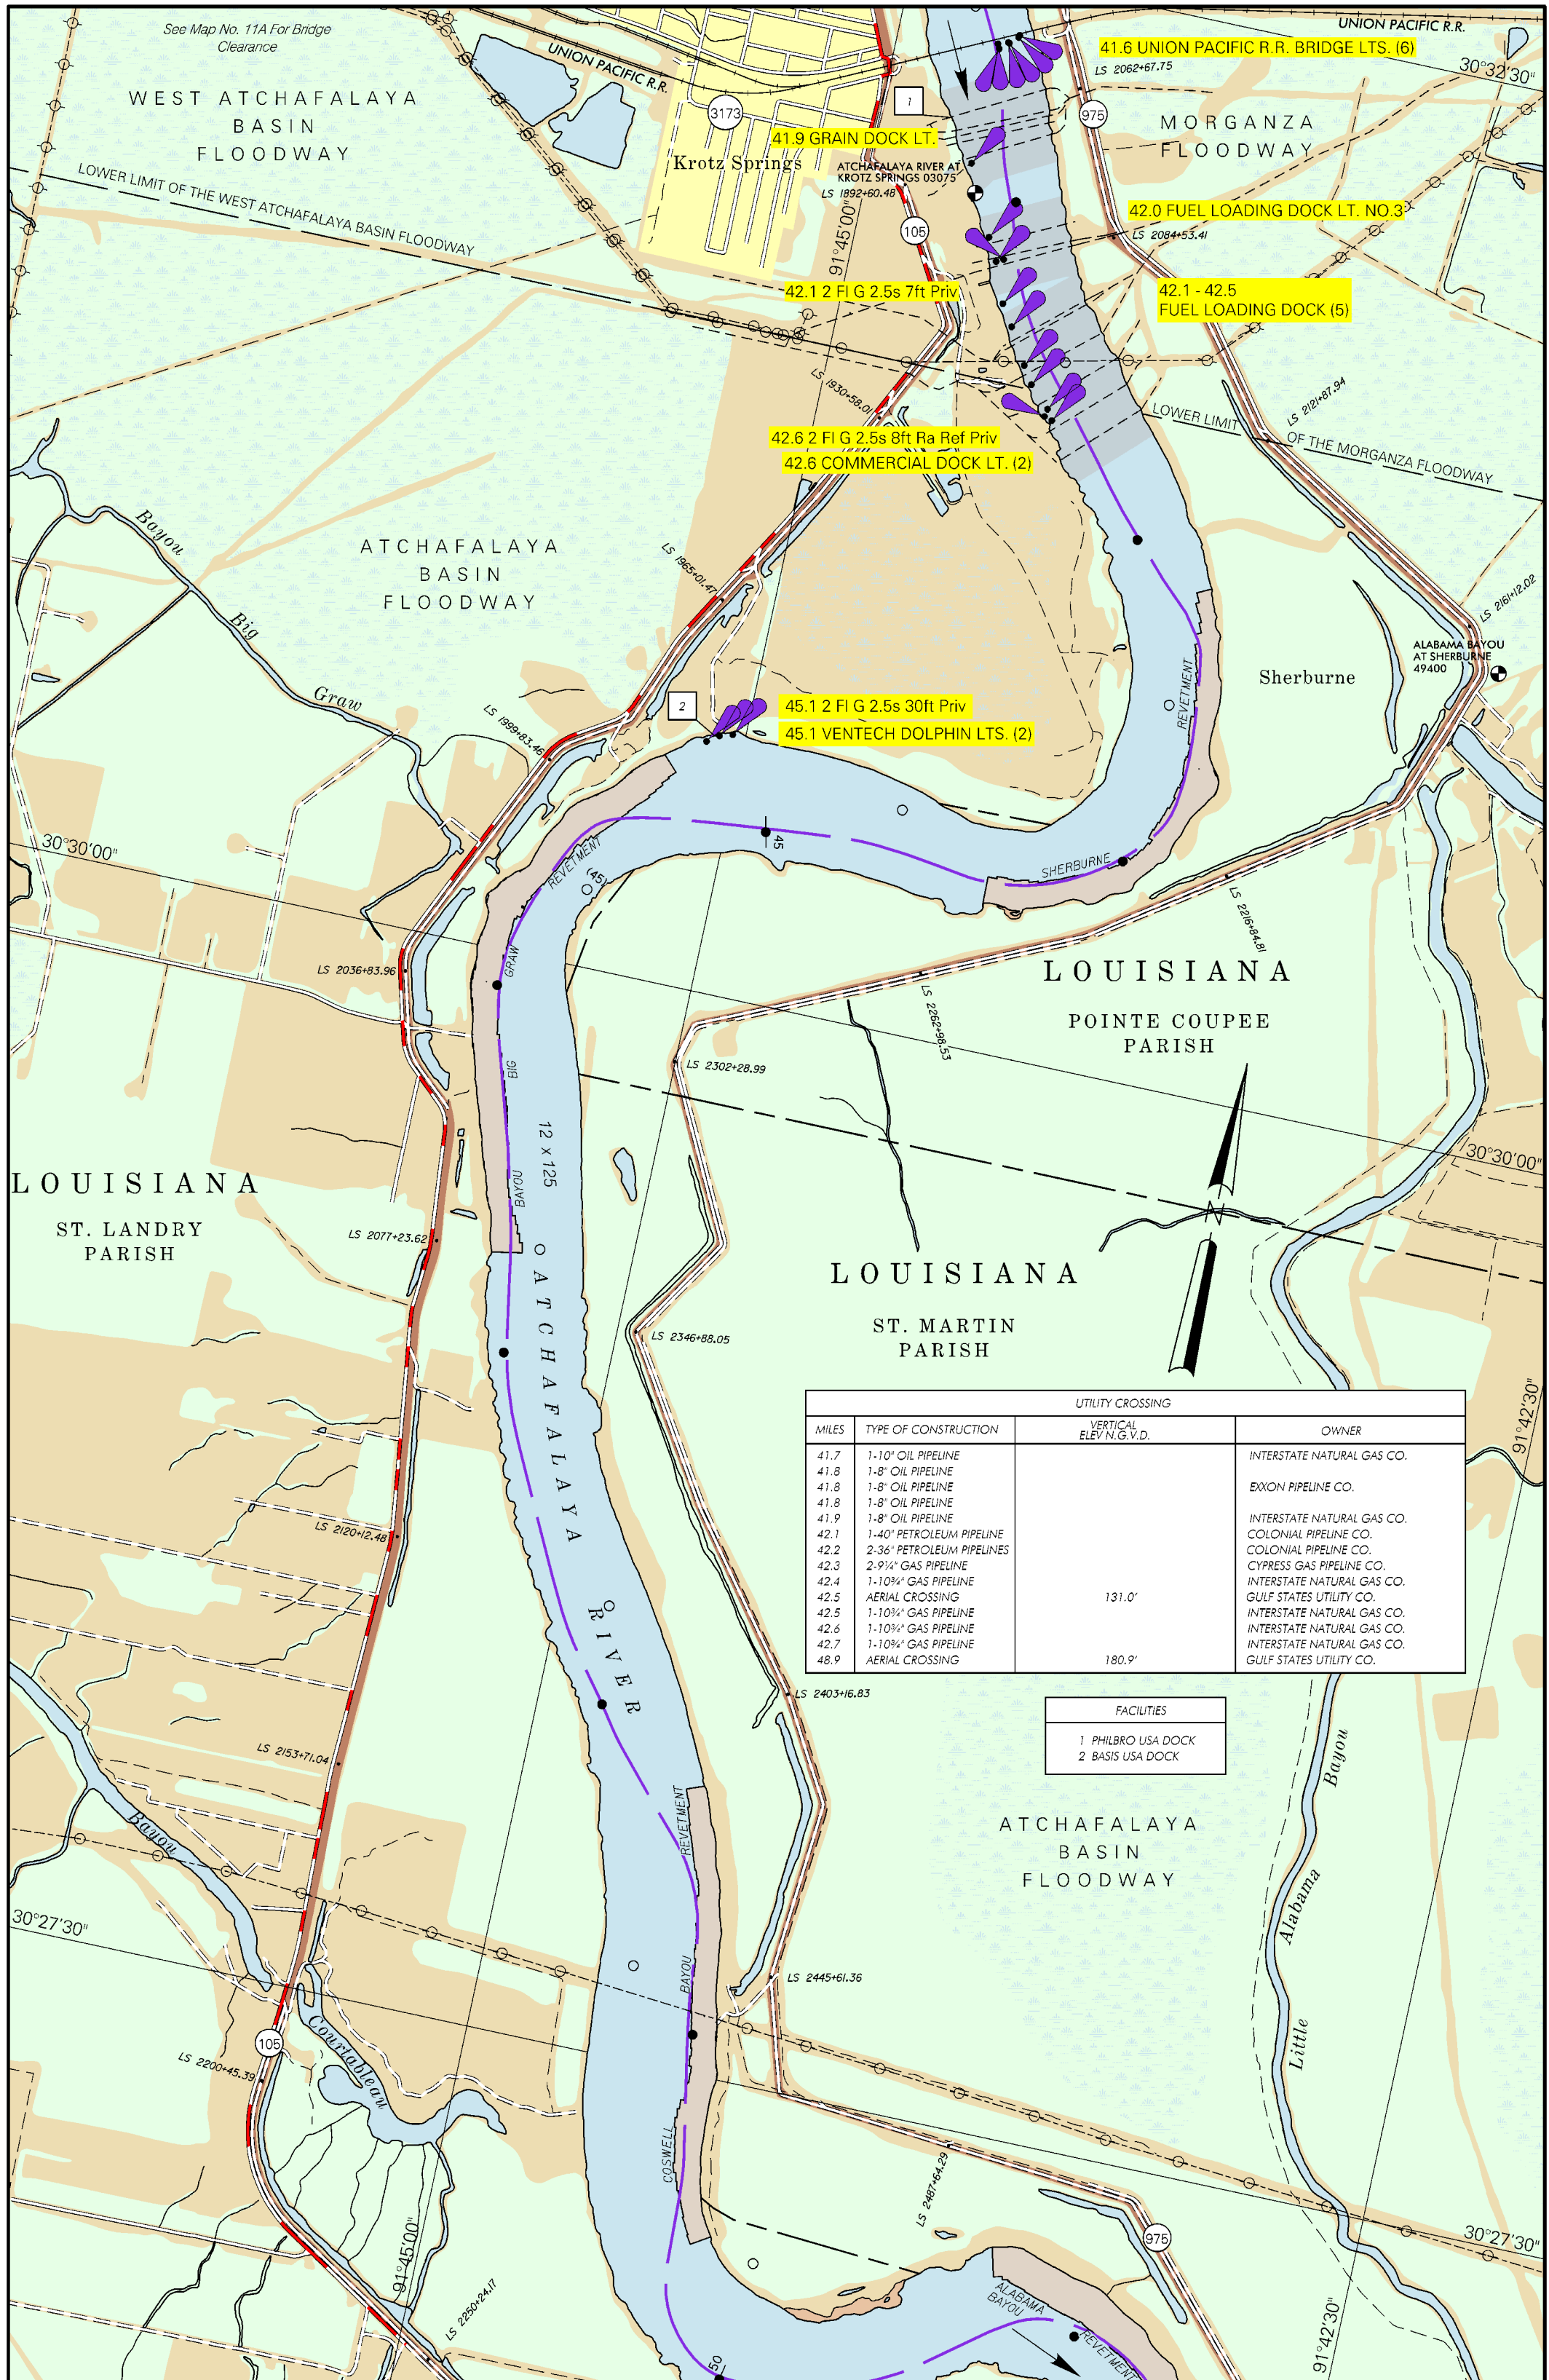 See Map No. 11A For Bridge
Clearance
UNION PACIFIC R.R.
UNION PACIFIC R.R.
41.6 UNION PACIFIC R.R. BRIDGE LTS. (6)
LS 2062+67.75
30°32'30"
WEST ATCHAFALAYA
BASIN
FLOODWAY
3173
1
975
MORGANZA
FLOODWAY
41.9 GRAIN DOCK LT.
Krotz Springs
ATCHAFALAYA RIVER AT
KROTZ SPRINGS 03075
LS 1892+60.48
LOWER LIMIT OF THE WEST ATCHAFALAYA BASIN FLOODWAY
91°45'00"
105
42.0 FUEL LOADING DOCK LT. NO.3
LS 2084+53.41
42.1 2 Fl G 2.5s 7ft Priv
42.1 - 42.5
FUEL LOADING DOCK (5)
LS 1930+58.01
LS 2121+87.94
LOWER LIMIT
OF THE MORGANZA FLOODWAY
42.6 2 Fl G 2.5s 8ft Ra Ref Priv
42.6 COMMERCIAL DOCK LT. (2)
Bayou
Big
Graw
ATCHAFALAYA
BASIN
FLOODWAY
LS 1965+01.47
LS 2161+12.02
ALABAMA BAYOU
AT SHERBURNE
49400
Sherburne
REVETMENT
2
45.1 2 Fl G 2.5s 30ft Priv
45.1 VENTECH DOLPHIN LTS. (2)
LS 1999+83.46
30°30'00"
45
REVETMENT
(45)
SHERBURNE
LS 2216+84.81
GRAW
LS 2036+83.96
LS 2262+98.53
LOUISIANA
POINTE COUPEE
PARISH
BIG
LS 2302+28.99
12 x 125
BAYOU
30°30'00"
LOUISIANA
ST. LANDRY
PARISH
LS 2077+23.62
N
LOUISIANA
ST. MARTIN
PARISH
LS 2346+88.05
ATCHAFALAYA
RIVER
91°42'30"
UTILITY CROSSING
MILES TYPE OF CONSTRUCTION VERTICAL ELEV N.G.V.D. OWNER
41.7 1-10" OIL PIPELINE INTERSTATE NATURAL GAS CO.
41.8 1-8" OIL PIPELINE
41.8 1-8" OIL PIPELINE EXXON PIPELINE CO.
41.8 1-8" OIL PIPELINE
41.9 1-8" OIL PIPELINE INTERSTATE NATURAL GAS CO.
42.1 1-40" PETROLEUM PIPELINE COLONIAL PIPELINE CO.
42.2 2-36" PETROLEUM PIPELINES COLONIAL PIPELINE CO.
42.3 2-9¼" GAS PIPELINE CYPRESS GAS PIPELINE CO.
42.4 1-10¾" GAS PIPELINE INTERSTATE NATURAL GAS CO.
42.5 AERIAL CROSSING 131.0' GULF STATES UTILITY CO.
42.5 1-10¾" GAS PIPELINE INTERSTATE NATURAL GAS CO.
42.6 1-10¾" GAS PIPELINE INTERSTATE NATURAL GAS CO.
42.7 1-10¾" GAS PIPELINE INTERSTATE NATURAL GAS CO.
48.9 AERIAL CROSSING 180.9' GULF STATES UTILITY CO.
LS 2120+12.48
LS 2403+16.83
FACILITIES
1 PHILBRO USA DOCK
2 BASIS USA DOCK
LS 2153+71.04
REVETMENT
Bayou
Alabama
Little
Bayou
ATCHAFALAYA
BASIN
FLOODWAY
30°27'30"
BAYOU
LS 2445+61.36
Courtableau
105
LS 2200+45.39
COSWELL
LS 2487+64.29
975
30°27'30"
91°45'00"
LS 2250+24.17
ALABAMA
BAYOU
REVETMENT
50
91°42'30"